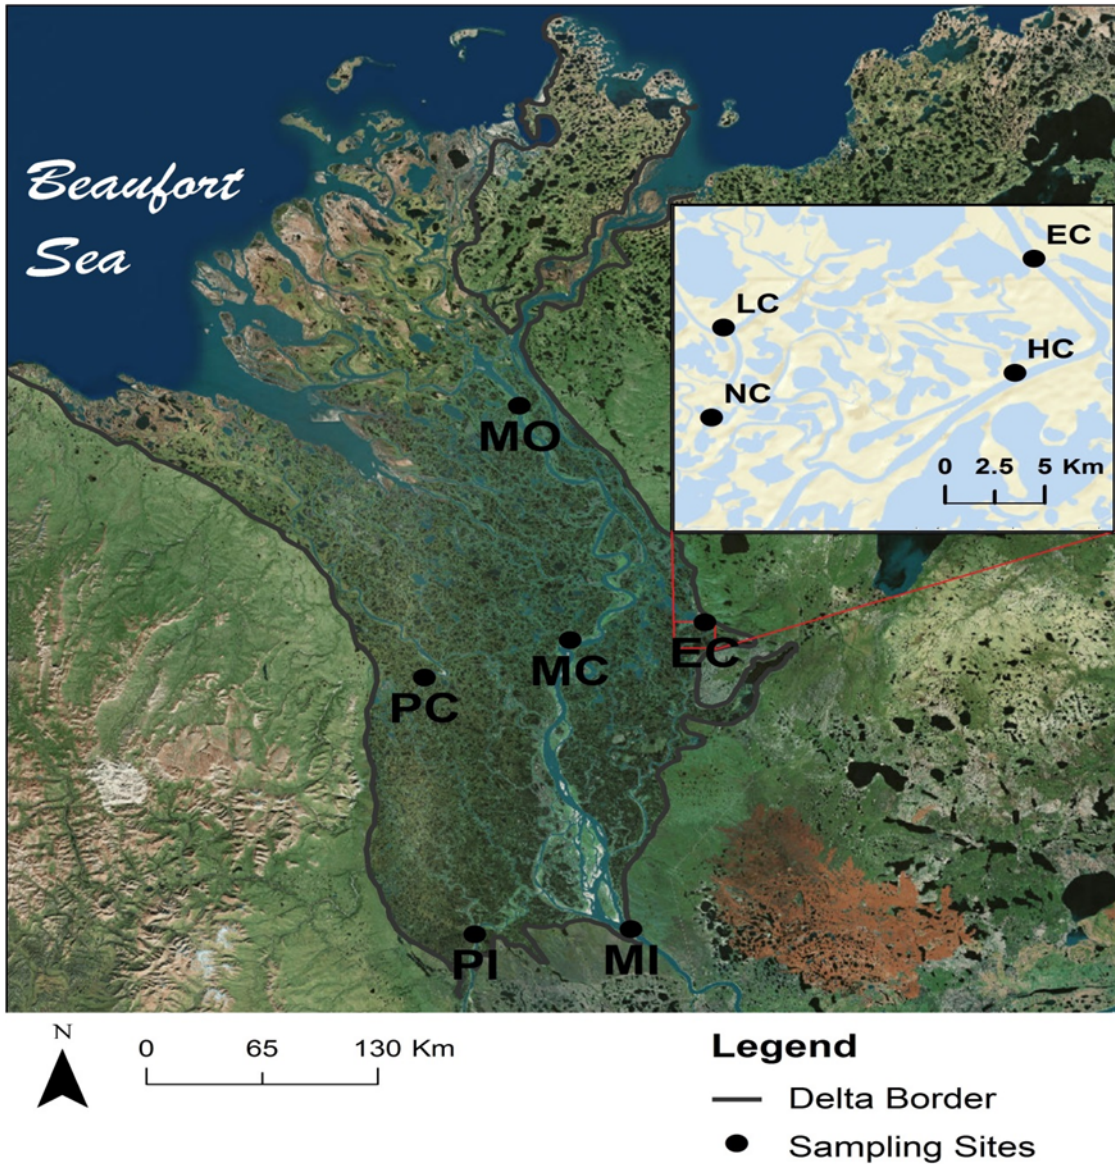 Beaufort
Sea
EC
LC
HC
NC
0 2.5 5 Km
MO
MC
EC
PC
PI
MI
N
0 65 130 Km
Legend
Delta Border
Sampling Sites